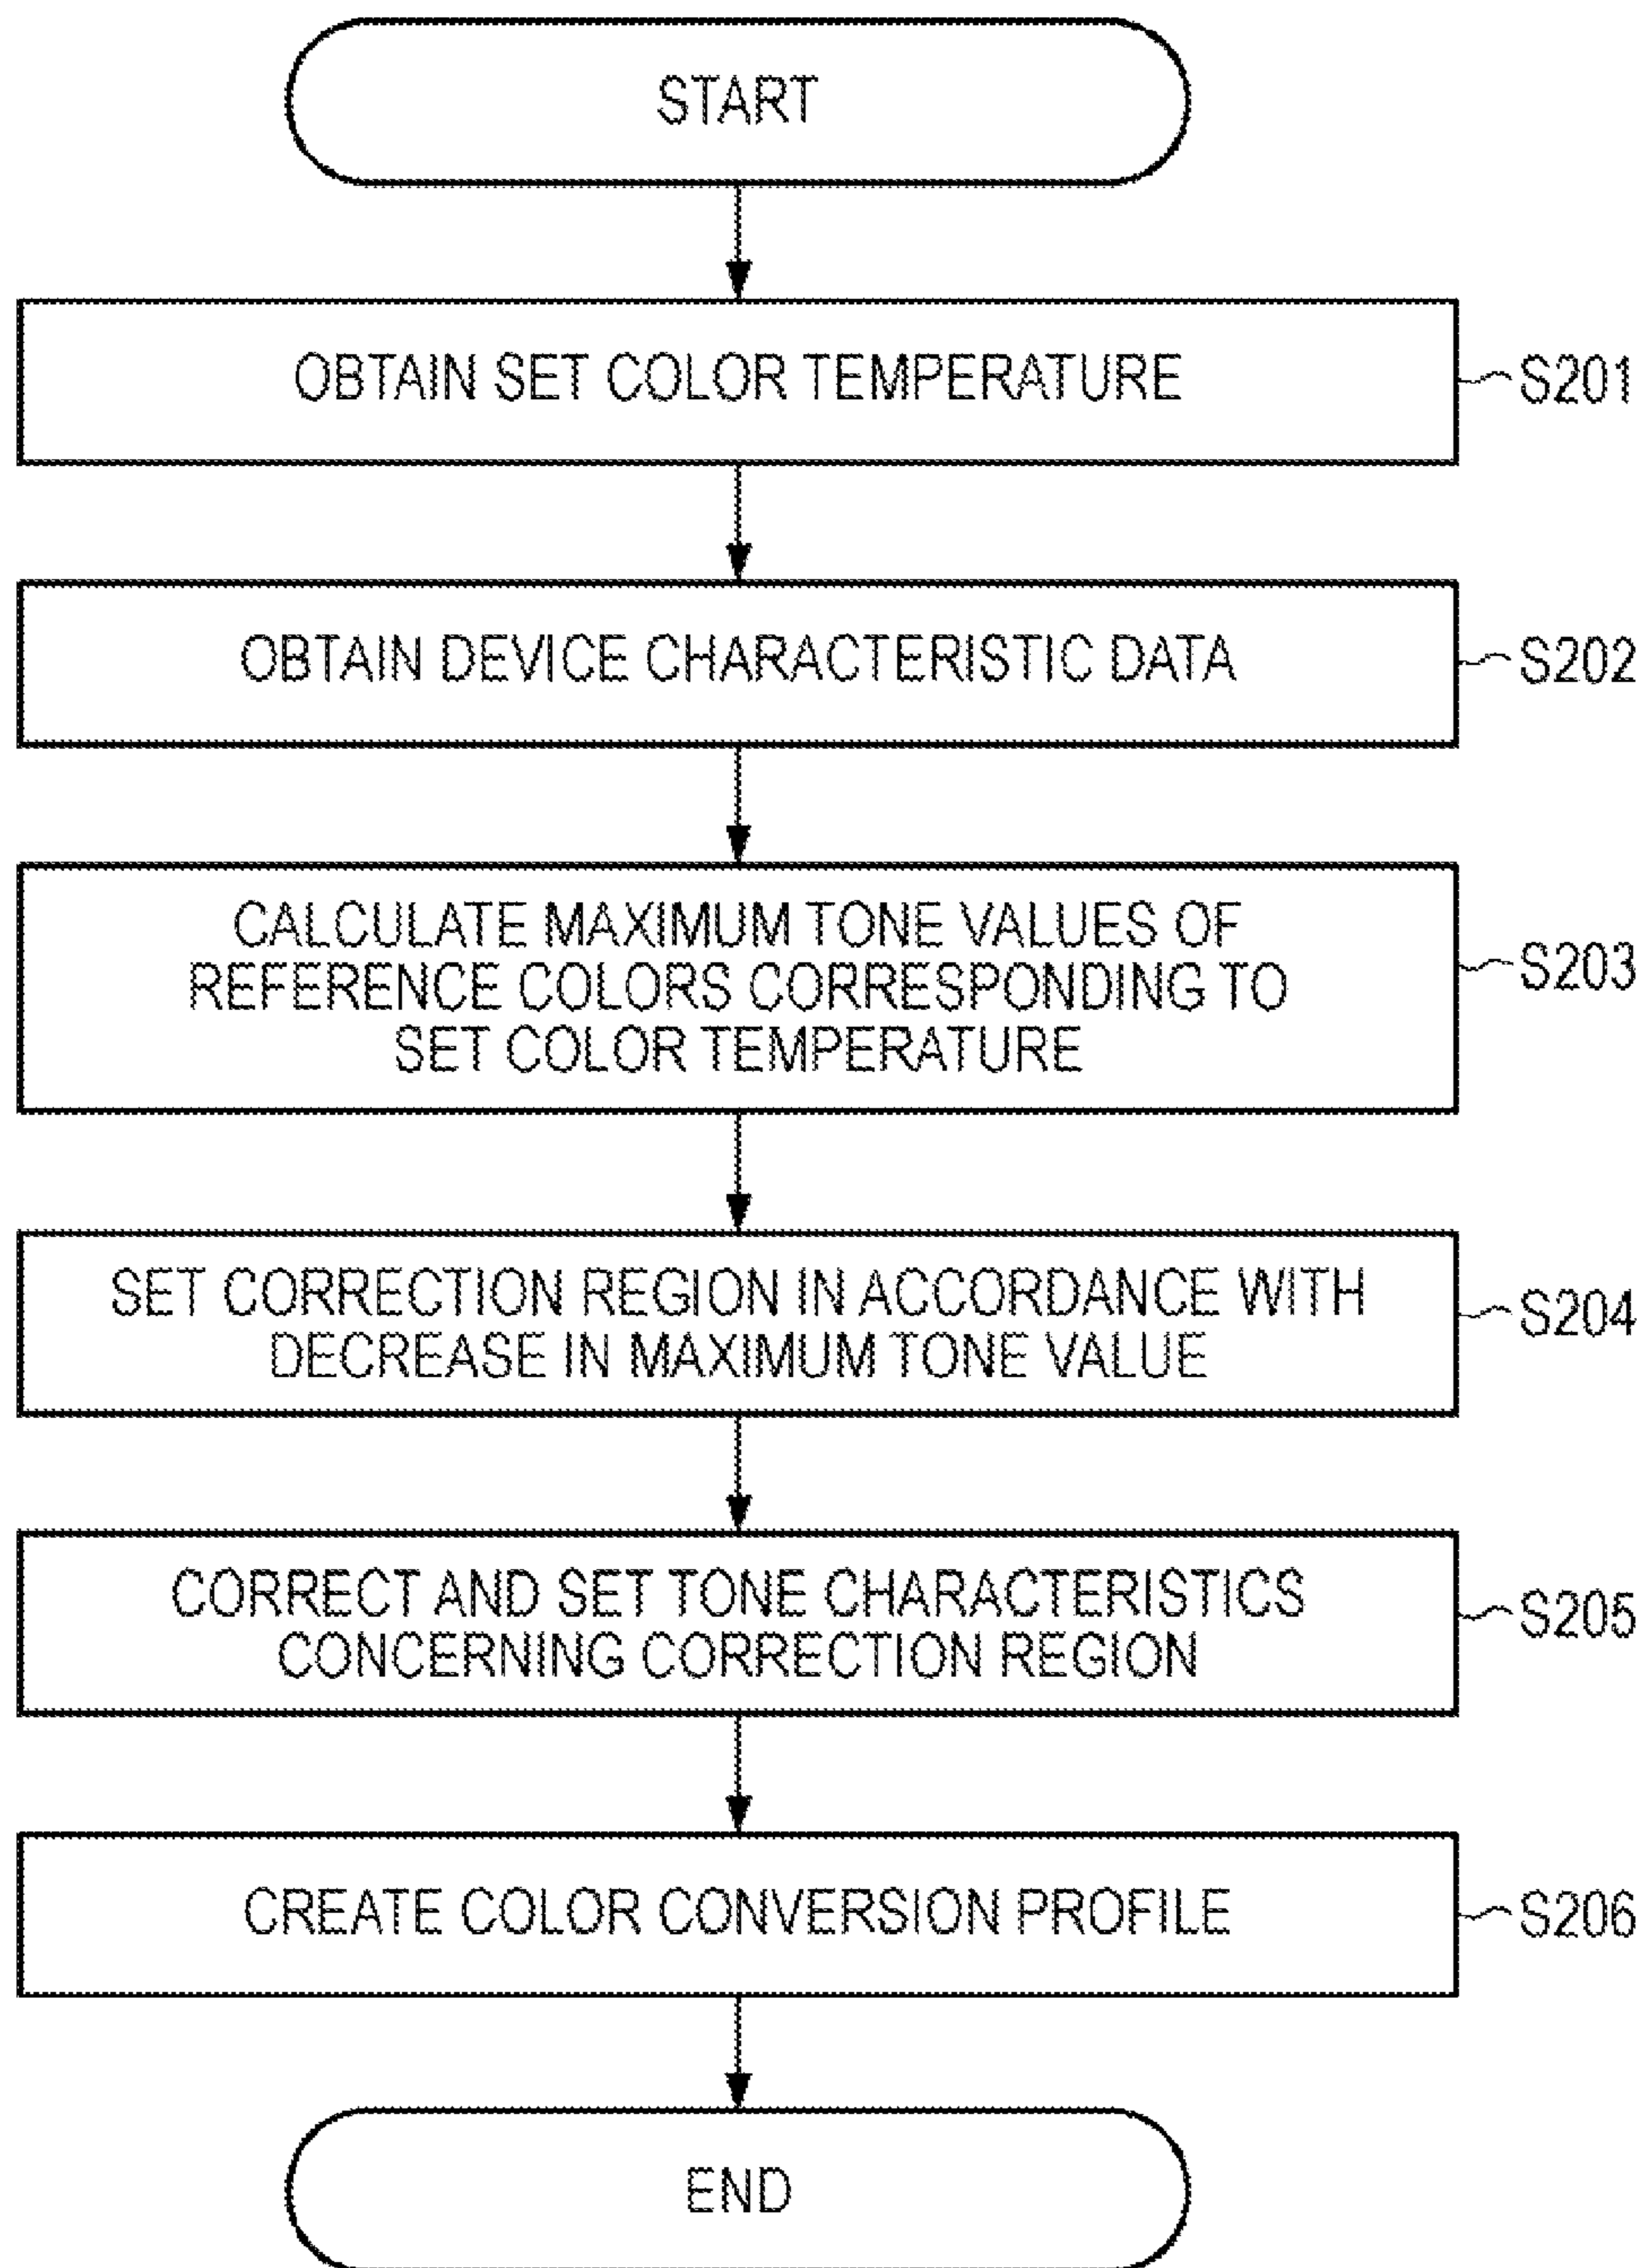 START
OBTAIN SET COLOR TEMPERATURE
S201
OBTAIN DEVICE CHARACTERISTIC DATA
S202
CALCULATE MAXIMUM TONE VALUES OF
REFERENCE COLORS CORRESPONDING TO
SET COLOR TEMPERATURE
S203
SET CORRECTION REGION IN ACCORDANCE WITH
DECREASE IN MAXIMUM TONE VALUE
S204
CORRECT AND SET TONE CHARACTERISTICS
CONCERNING CORRECTION REGION
S205
CREATE COLOR CONVERSION PROFILE
S206
END